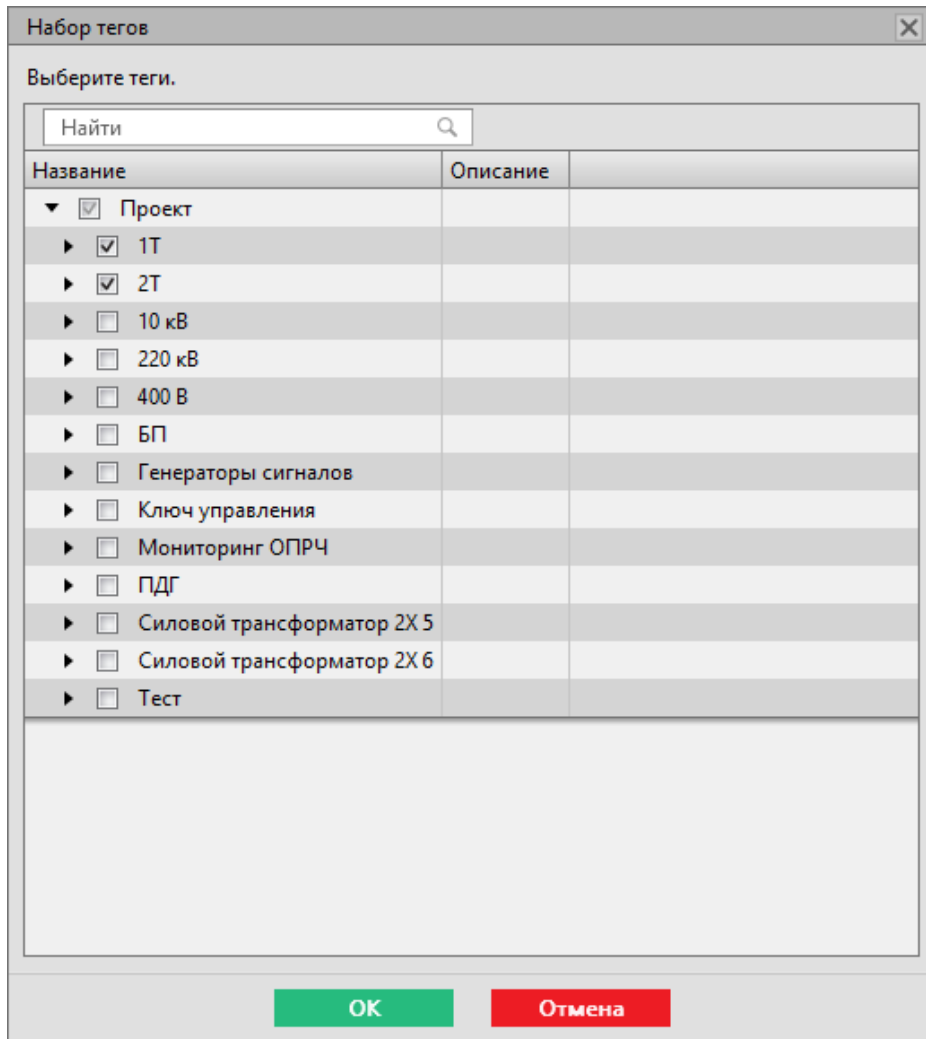 Набор тегов
Выберите теги.
Найти
Название Описание
Проект
1Т
2Т
10 кВ
220 кВ
400 В
БП
Генераторы сигналов
Ключ управления
Мониторинг ОПРЧ
ПДГ
Силовой трансформатор 2Х 5
Силовой трансформатор 2Х 6
Тест
OK Отмена